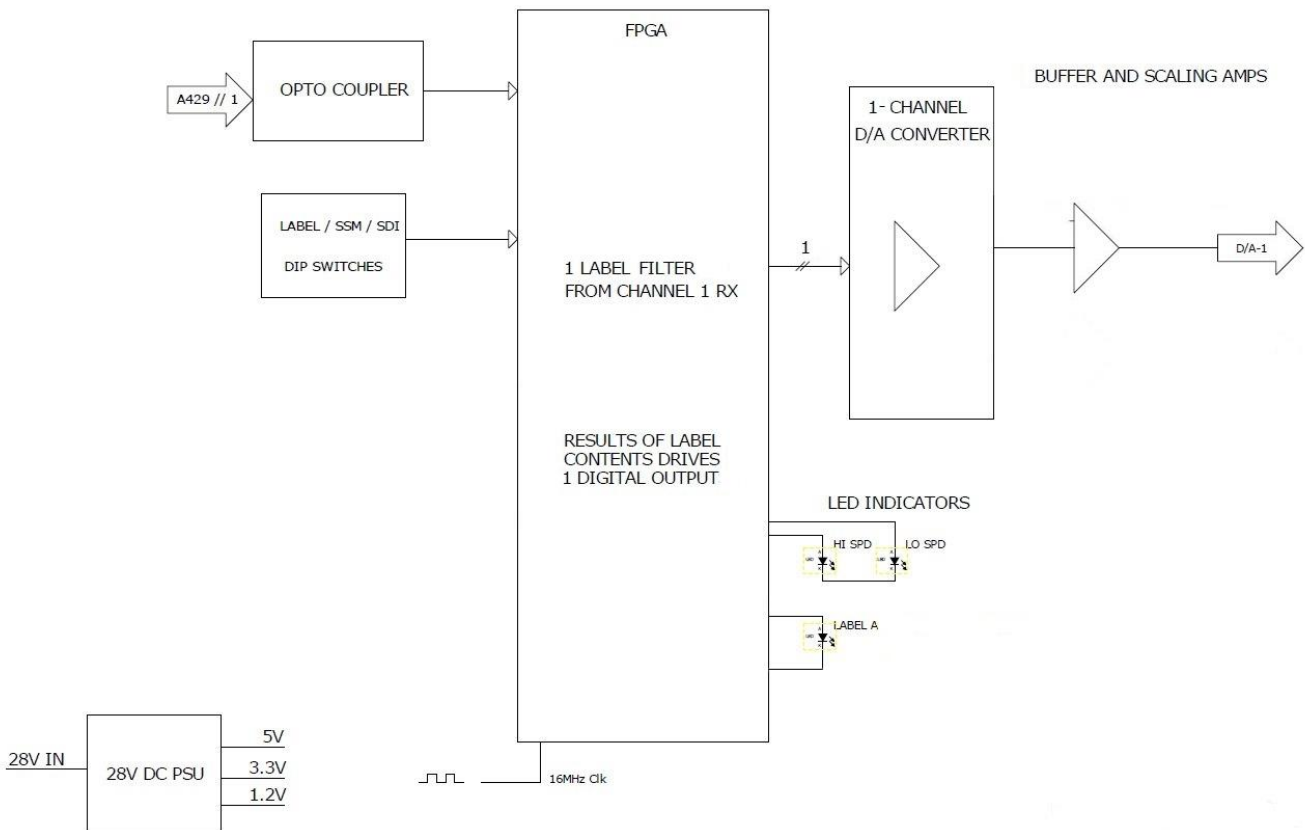 FPGA
A429 // 1
OPTO COUPLER
BUFFER AND SCALING AMPS
1- CHANNEL
D/A CONVERTER
LABEL / SSM / SDI
DIP SWITCHES
1 LABEL FILTER
FROM CHANNEL 1 RX
1
D/A-1
RESULTS OF LABEL
CONTENTS DRIVES
1 DIGITAL OUTPUT
LED INDICATORS
HI SPD
LO SPD
A
K
LED
A
K
LABEL A
LED
A
K
28V IN
28V DC PSU
5V
3.3V
1.2V
16MHz Clk